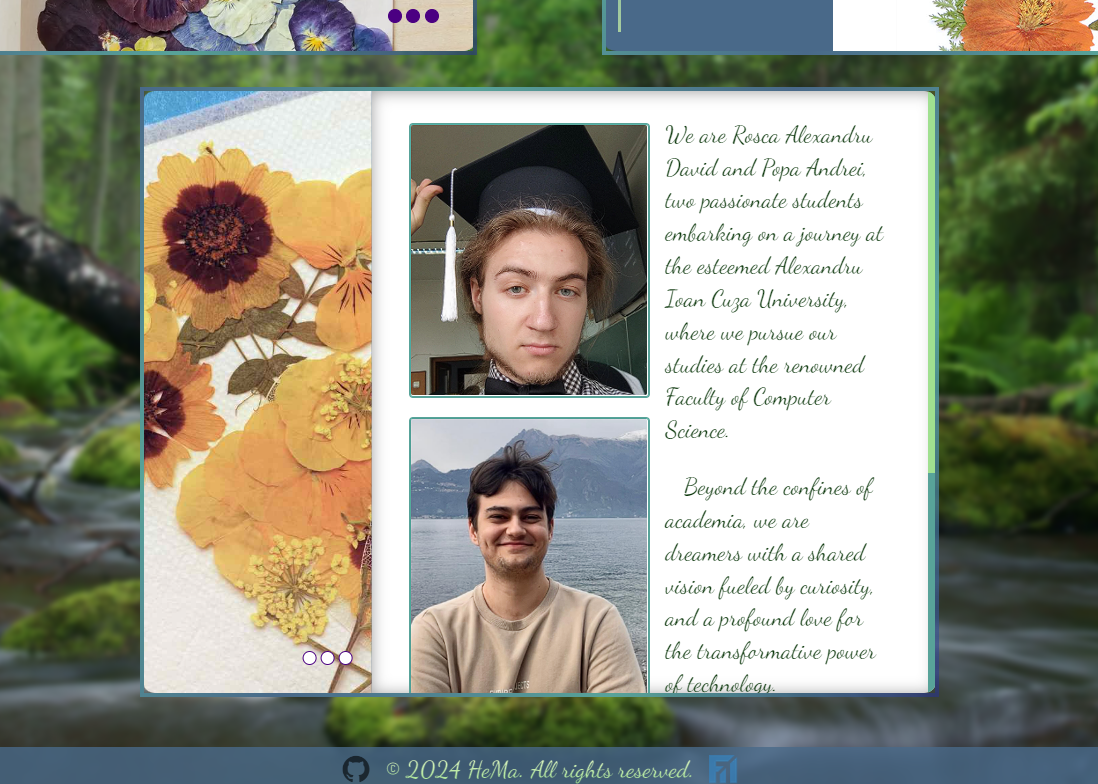 We are Rosca Alexandru
David and Popa Andrei,
two passionate students
embarking on a journey at
the esteemed Alexandru
Ioan Cuza University,
where we pursue our
studies at the renowned
Faculty of Computer
Science.
Beyond the confines of
academia, we are
dreamers with a shared
vision fueled by curiosity,
and a profound love for
the transformative power
of technology.
© 2024 HeMa. All rights reserved.